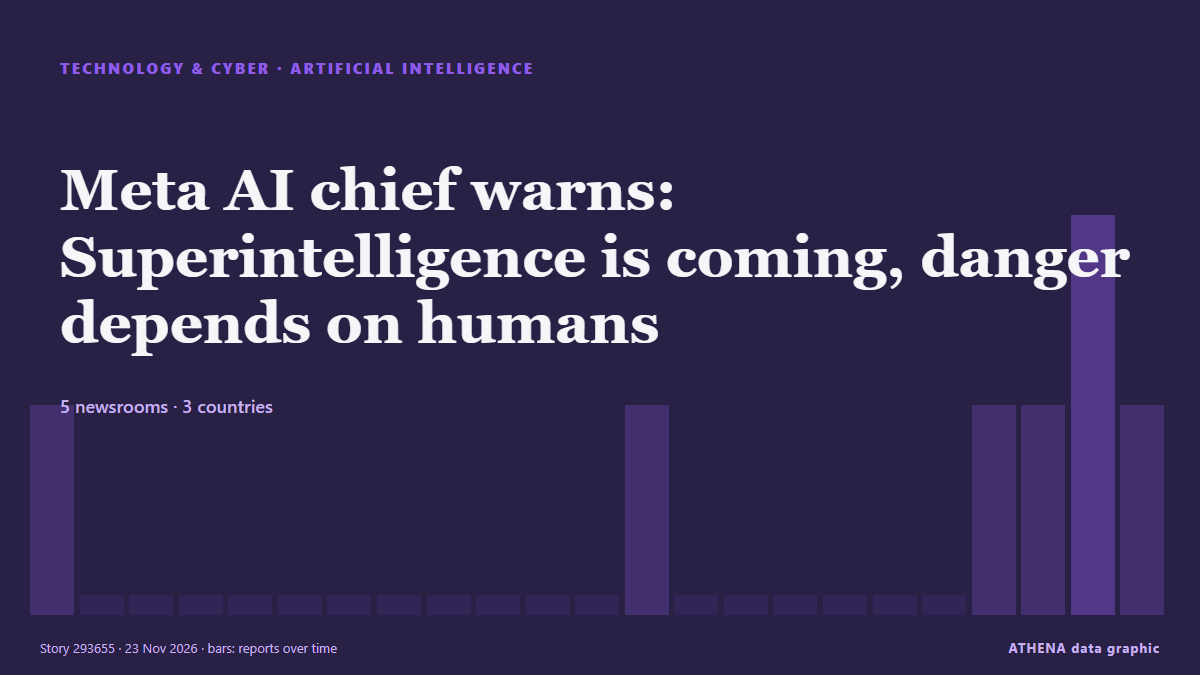 TECHNOLOGY & CYBER · ARTIFICIAL INTELLIGENCE
Meta AI chief warns:
Superintelligence is coming, danger
depends on humans
5 newsrooms · 3 countries
Story 293655 · 23 Nov 2026 · bars: reports over time
ATHENA data graphic